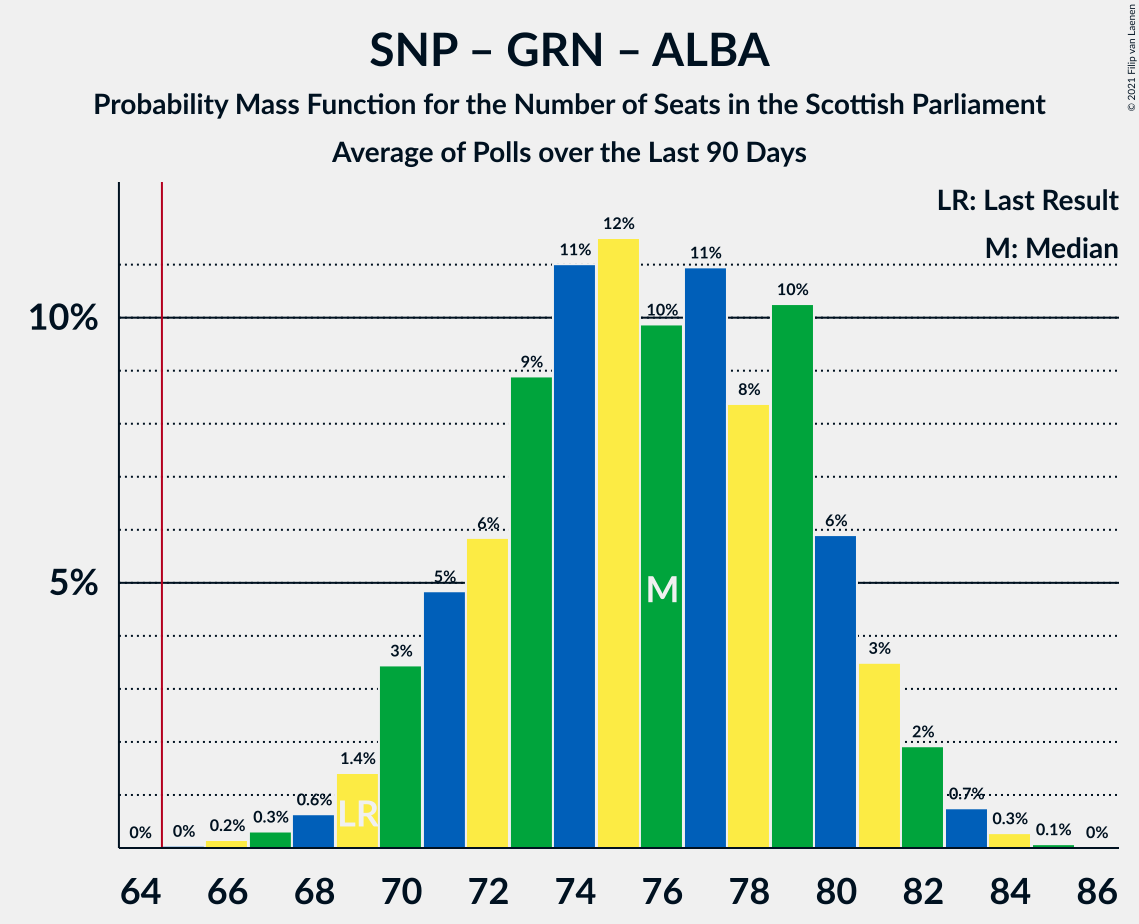 SNP – GRN – ALBA
Probability Mass Function for the Number of Seats in the Scottish Parliament
Average of Polls over the Last 90 Days
© 2021 Filip van Laenen
LR: Last Result
M: Median
10%
5%
0%
0%
0.2%
0.3%
0.6%
1.4%
3%
5%
6%
9%
11%
12%
10%
11%
8%
10%
6%
3%
2%
0.7%
0.3%
0.1%
0%
LR
M
64 66 68 70 72 74 76 78 80 82 84 86